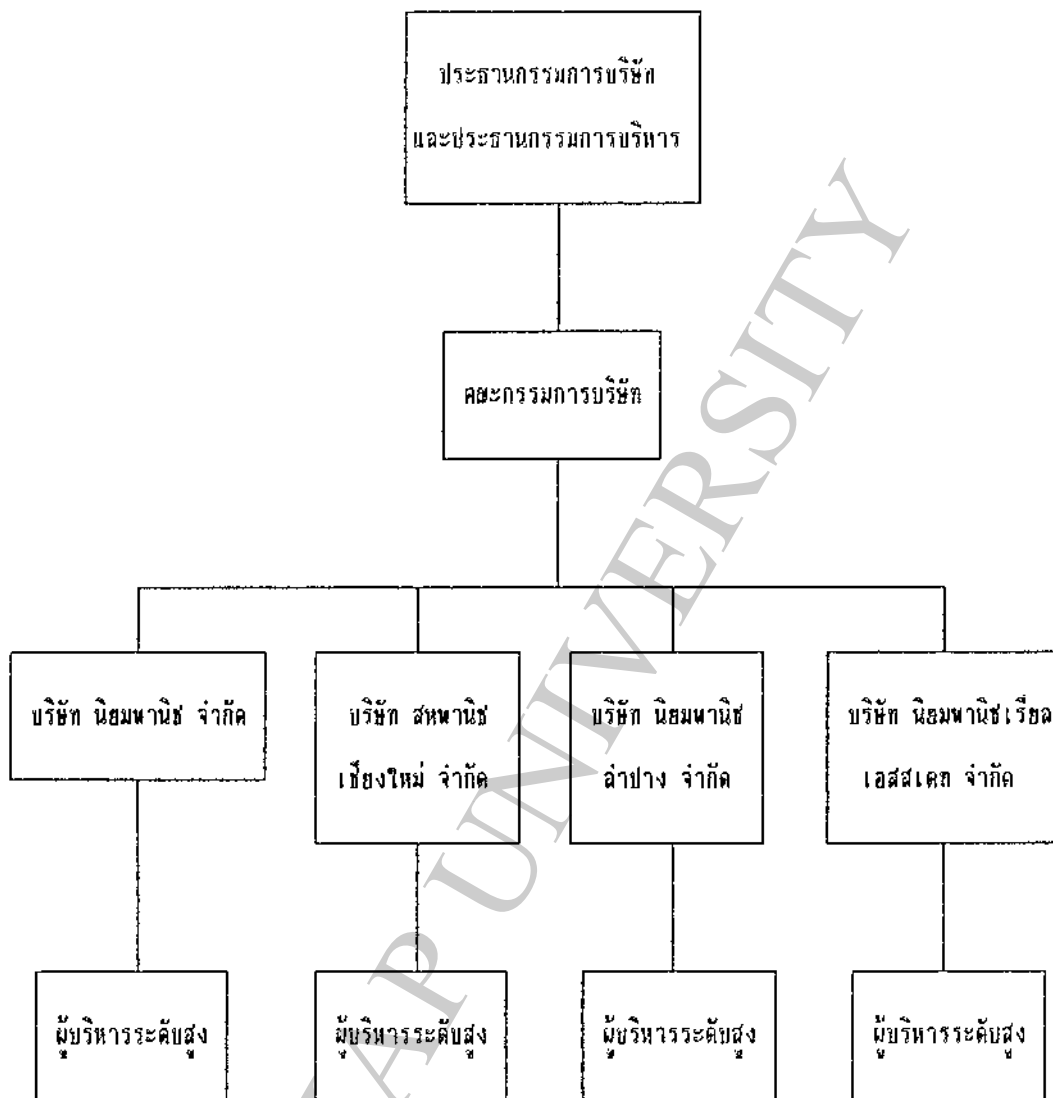 ประธานกรรมการบริษัท
และประธานกรรมการบริหาร
คณะกรรมการบริษัท
บริษัท นิยมพานิช จำกัด
บริษัท สหพานิช
เชียงใหม่ จำกัด
บริษัท นิยมพานิช
ลำปาง จำกัด
บริษัท นิยมพานิชเรียล
เอสสเตท จำกัด
ผู้บริหารระดับสูง
ผู้บริหารระดับสูง
ผู้บริหารระดับสูง
ผู้บริหารระดับสูง
AP UNIVERSITY